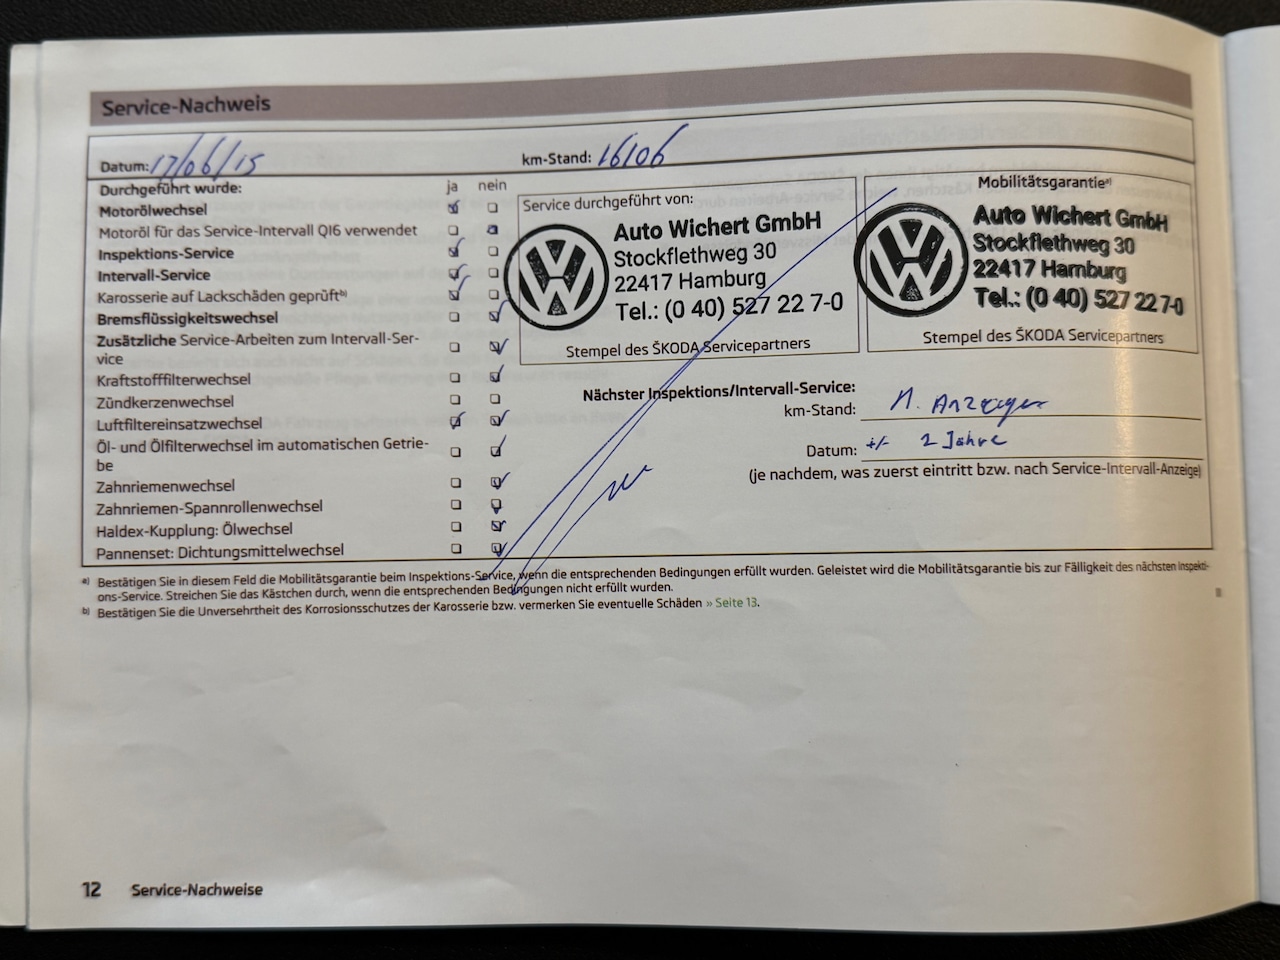 Service-Nachweis
Datum: 17/06/15
km-Stand: 16106
Durchgeführt wurde: ja nein
Motorölwechsel
Motoröl für das Service-Intervall QI6 verwendet
Inspektions-Service
Intervall-Service
Karosserie auf Lackschäden geprüft b)
Bremsflüssigkeitswechsel
Zusätzliche Service-Arbeiten zum Intervall-Ser-
vice
Kraftstofffilterwechsel
Zündkerzenwechsel
Luftfiltereinsatzwechsel
Öl- und Ölfilterwechsel im automatischen Getrie-
be
Zahnriemenwechsel
Zahnriemen-Spannrollenwechsel
Haldex-Kupplung: Ölwechsel
Pannenset: Dichtungsmittelwechsel
Service durchgeführt von:
Auto Wichert GmbH
Stockflethweg 30
22417 Hamburg
Tel.: (0 40) 527 22 7-0
Stempel des ŠKODA Servicepartners
Mobilitätsgarantie a)
Auto Wichert GmbH
Stockflethweg 30
22417 Hamburg
Tel.: (0 40) 527 22 7-0
Stempel des ŠKODA Servicepartners
Nächster Inspektions/Intervall-Service:
km-Stand: n. Anzeige
Datum: +/- 2 Jahre
(je nachdem, was zuerst eintritt bzw. nach Service-Intervall-Anzeige)
a) Bestätigen Sie in diesem Feld die Mobilitätsgarantie beim Inspektions-Service, wenn die entsprechenden Bedingungen erfüllt wurden. Geleistet wird die Mobilitätsgarantie bis zur Fälligkeit des nächsten Inspekti-
ons-Service. Streichen Sie das Kästchen durch, wenn die entsprechenden Bedingungen nicht erfüllt wurden.
b) Bestätigen Sie die Unversehrtheit des Korrosionsschutzes der Karosserie bzw. vermerken Sie eventuelle Schäden » Seite 13.
12 Service-Nachweise